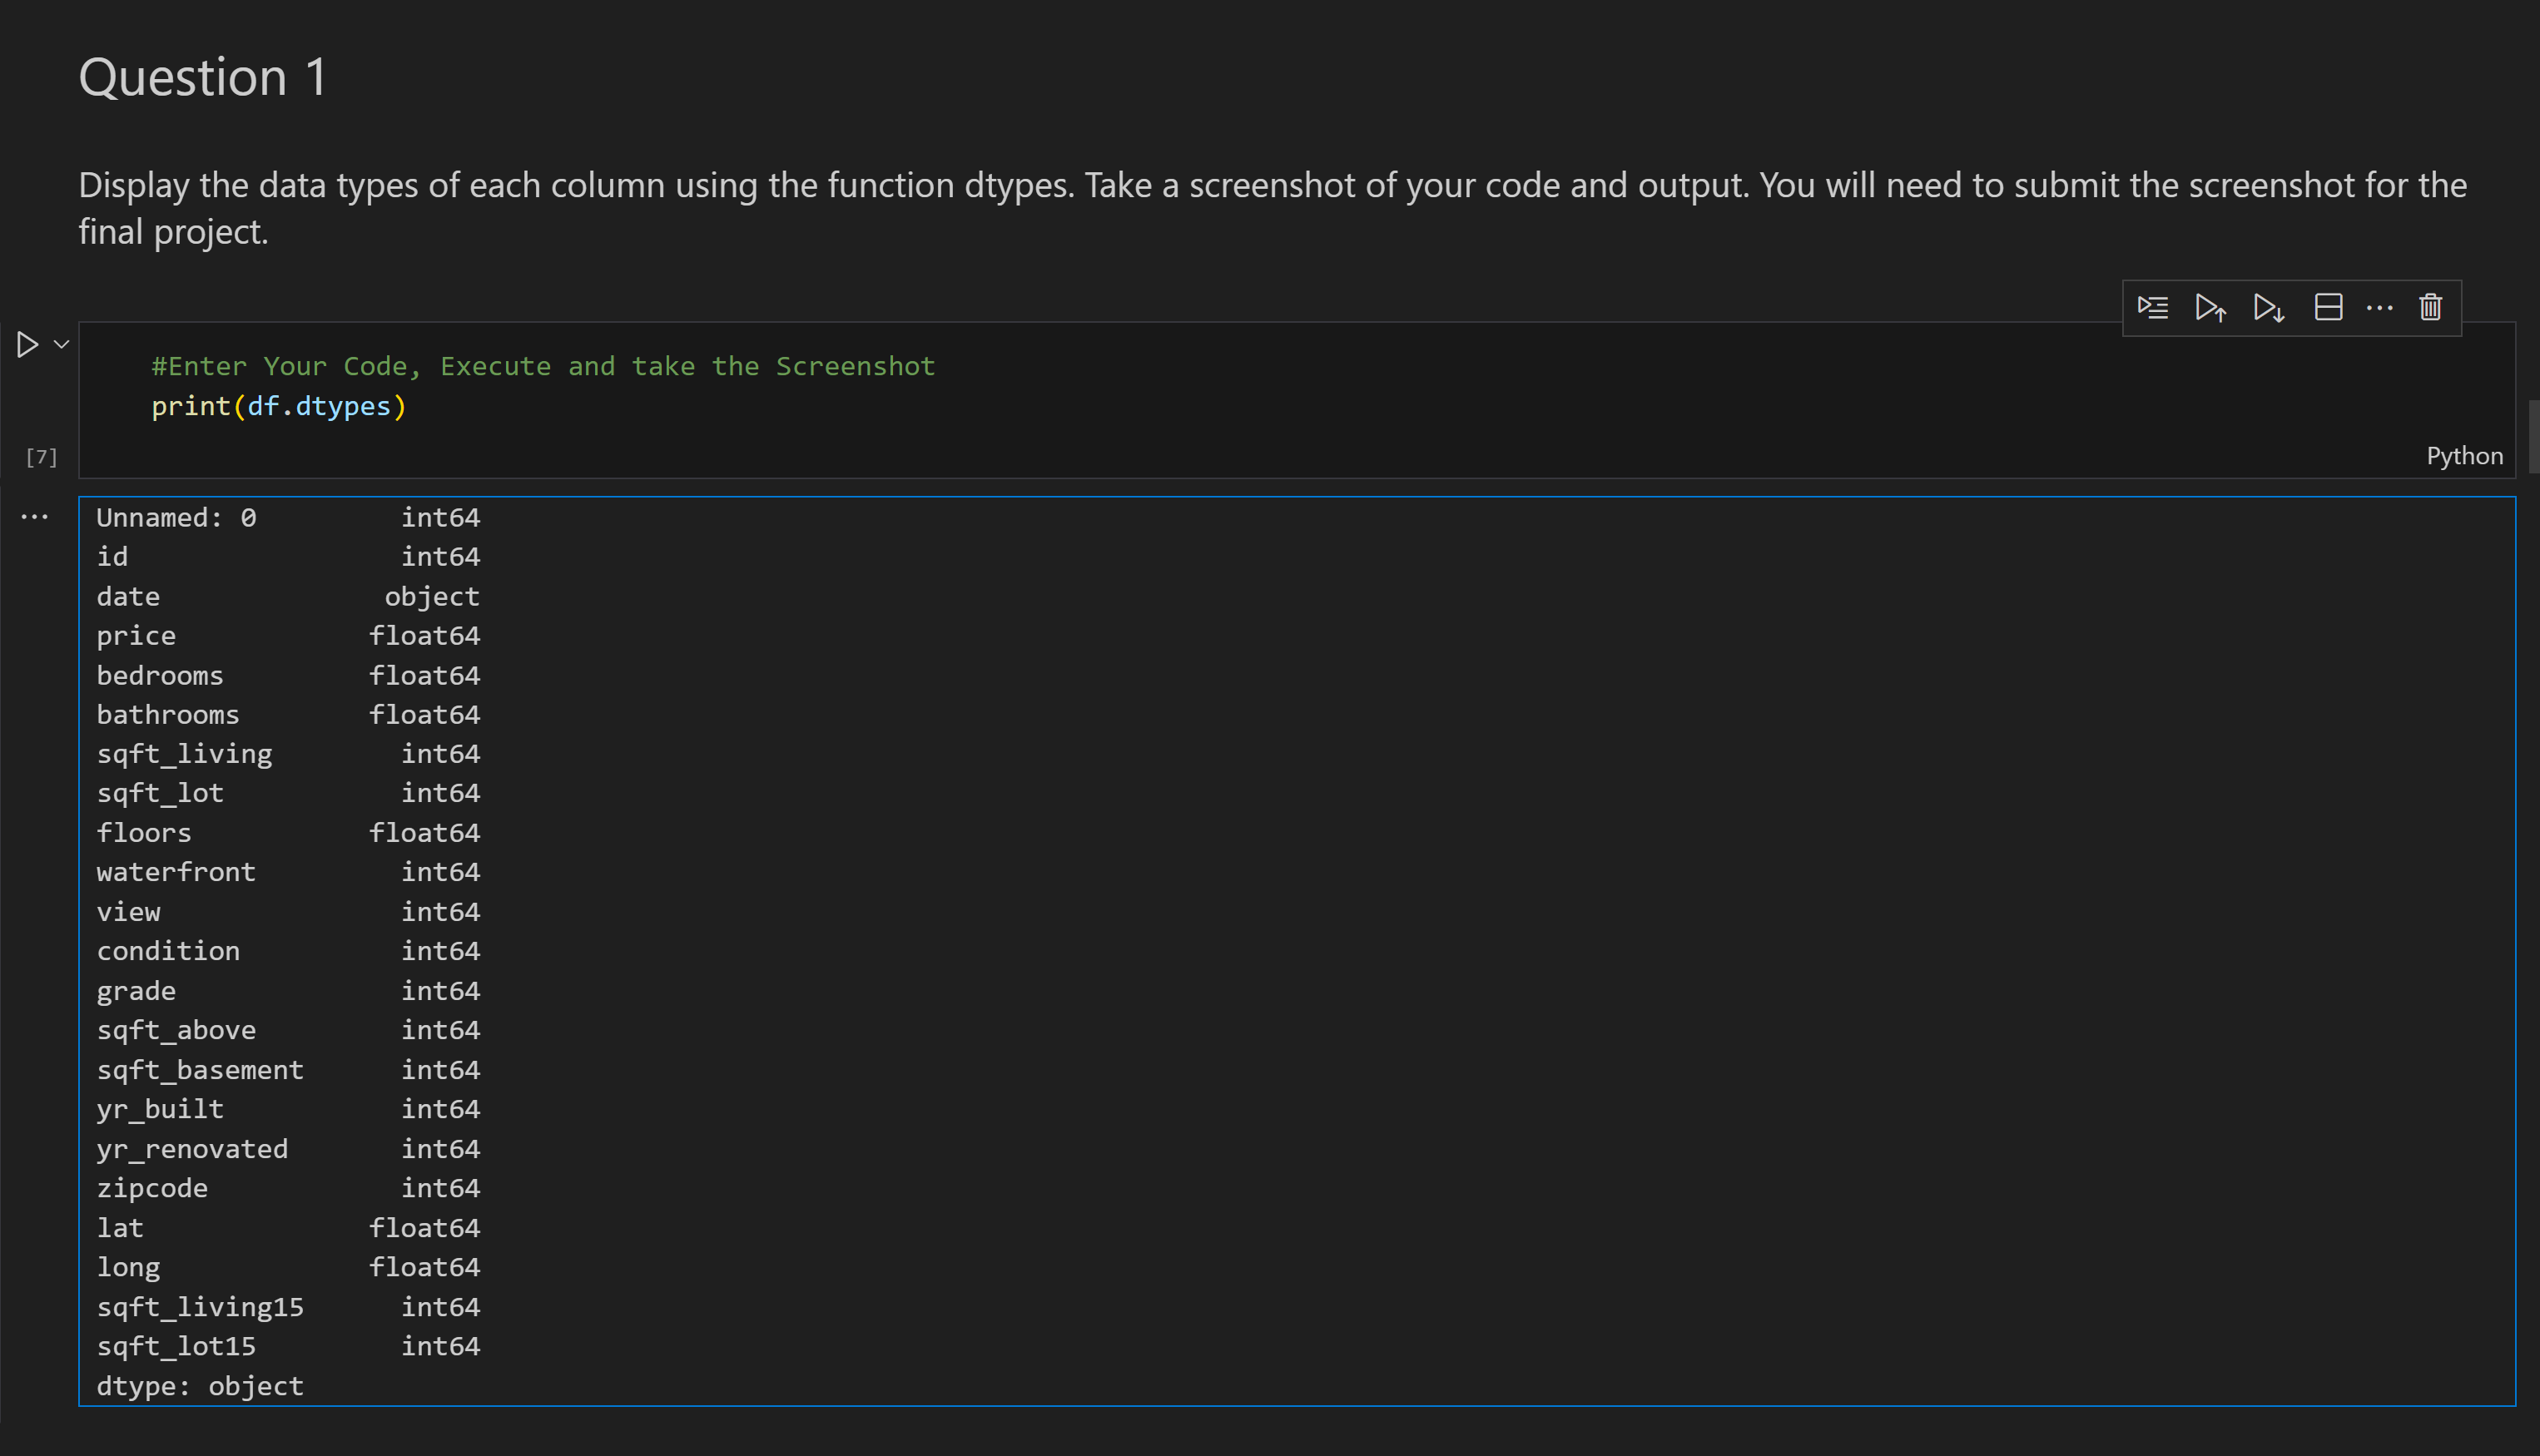 Question 1
Display the data types of each column using the function dtypes. Take a screenshot of your code and output. You will need to submit the screenshot for the
final project.
#Enter Your Code, Execute and take the Screenshot
print(df.dtypes)
[7]
Python
Unnamed: 0         int64
id                 int64
date              object
price            float64
bedrooms         float64
bathrooms        float64
sqft_living        int64
sqft_lot           int64
floors           float64
waterfront         int64
view               int64
condition          int64
grade              int64
sqft_above         int64
sqft_basement      int64
yr_built           int64
yr_renovated       int64
zipcode            int64
lat              float64
long             float64
sqft_living15      int64
sqft_lot15         int64
dtype: object